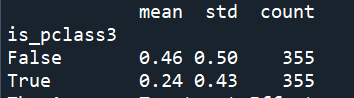 mean std count
is_pclass3
False 0.46 0.50 355
True 0.24 0.43 355